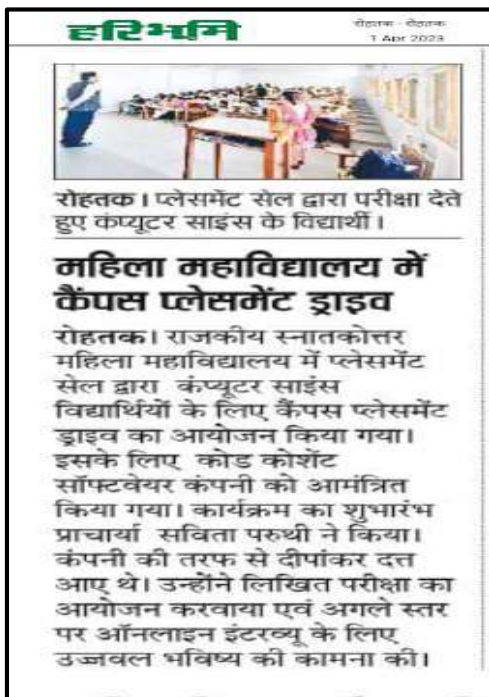 हरिभूमि
रोहतक - रोहतक
1 Apr 2023
रोहतक। प्लेसमेंट सेल द्वारा परीक्षा देते
हुए कंप्यूटर साइंस के विद्यार्थी।
महिला महाविद्यालय में
कैंपस प्लेसमेंट ड्राइव
रोहतक। राजकीय स्नातकोत्तर
महिला महाविद्यालय में प्लेसमेंट
सेल द्वारा कंप्यूटर साइंस
विद्यार्थियों के लिए कैंपस प्लेसमेंट
ड्राइव का आयोजन किया गया।
इसके लिए कोड कोशेंट
सॉफ्टवेयर कंपनी को आमंत्रित
किया गया। कार्यक्रम का शुभारंभ
प्राचार्या सविता परुथी ने किया।
कंपनी की तरफ से दीपांकर दत्त
आए थे। उन्होंने लिखित परीक्षा का
आयोजन करवाया एवं अगले स्तर
पर ऑनलाइन इंटरव्यू के लिए
उज्जवल भविष्य की कामना की।